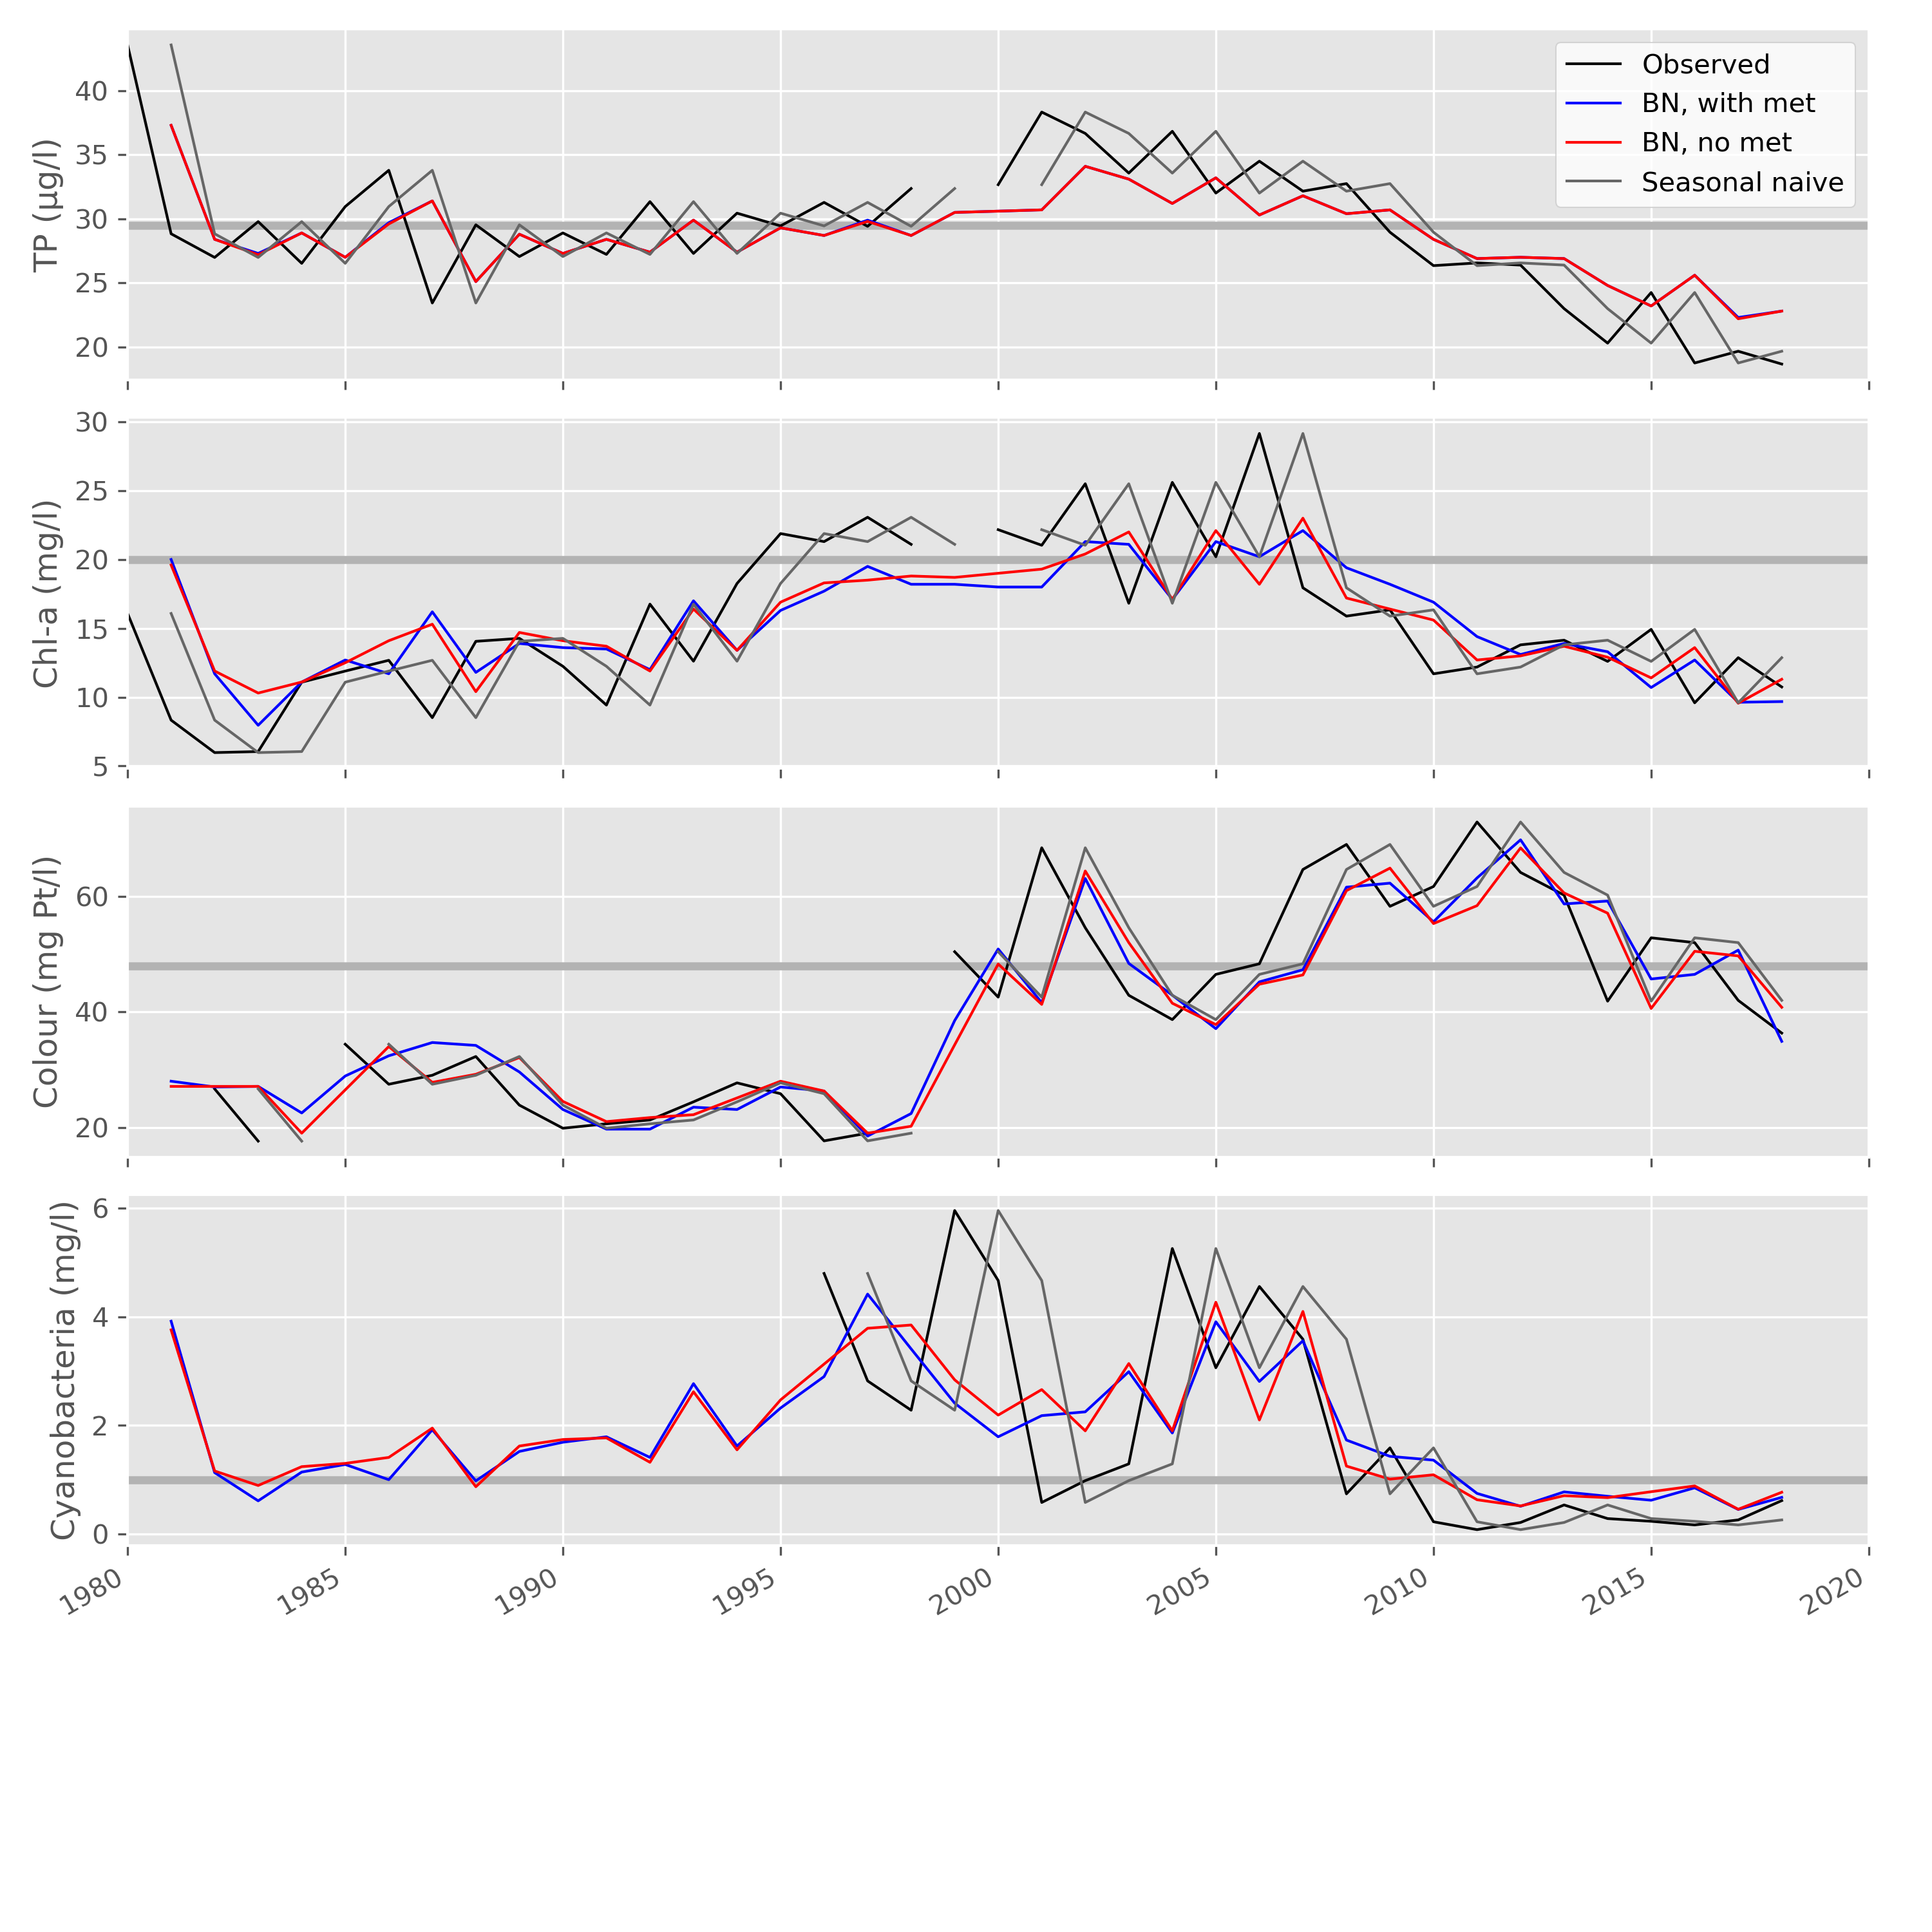 TP (µg/l)
40
35
30
25
20
Observed
BN, with met
BN, no met
Seasonal naive
Chl-a (mg/l)
30
25
20
15
10
5
Colour (mg Pt/l)
60
40
20
Cyanobacteria (mg/l)
6
4
2
0
1980 1985 1990 1995 2000 2005 2010 2015 2020